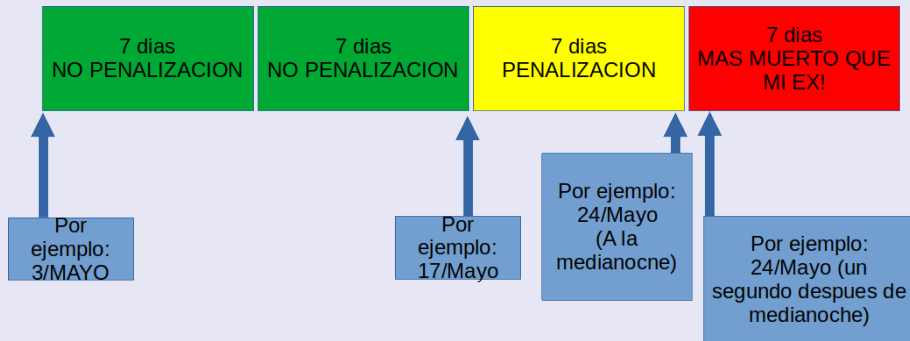 7 dias
NO PENALIZACION
7 dias
NO PENALIZACION
7 dias
PENALIZACION
7 dias
MAS MUERTO QUE
MI EX!
Por
ejemplo:
3/MAYO
Por
ejemplo:
17/Mayo
Por ejemplo:
24/Mayo
(A la
medianocne)
Por ejemplo:
24/Mayo (un
segundo despues de
medianoche)